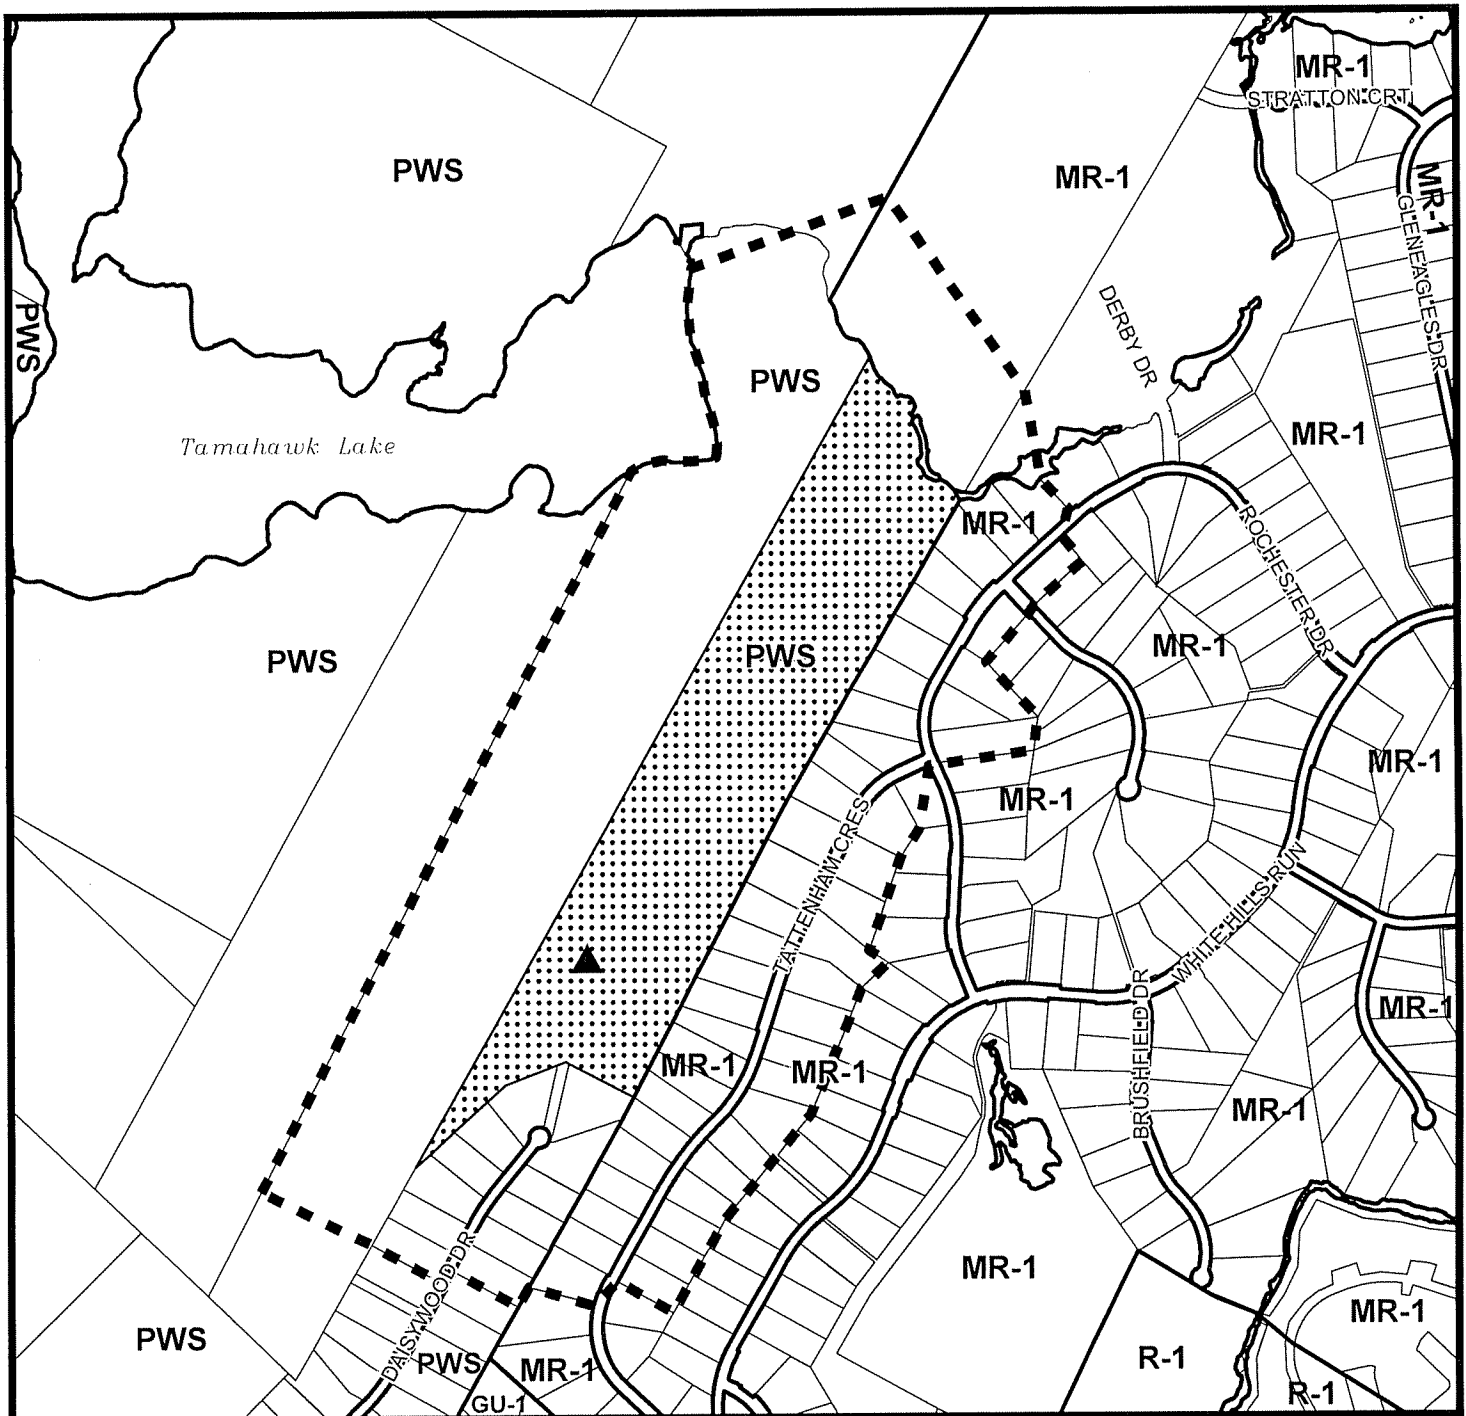 MR-1
STRATTON CRT
PWS
MR-1
MR-1
GLENEAGLES DR
DERBY DR
PWS
PWS
MR-1
Tamahawk Lake
MR-1
ROCHESTER DR
PWS
PWS
MR-1
MR-1
MR-1
TATTENHAM CRES
WHITE HILLS RUN
BRUSHFIELD DR
MR-1
MR-1
MR-1
MR-1
MR-1
DAISYWOOD DR
MR-1
PWS
PWS
MR-1
R-1
R-1
GU-1